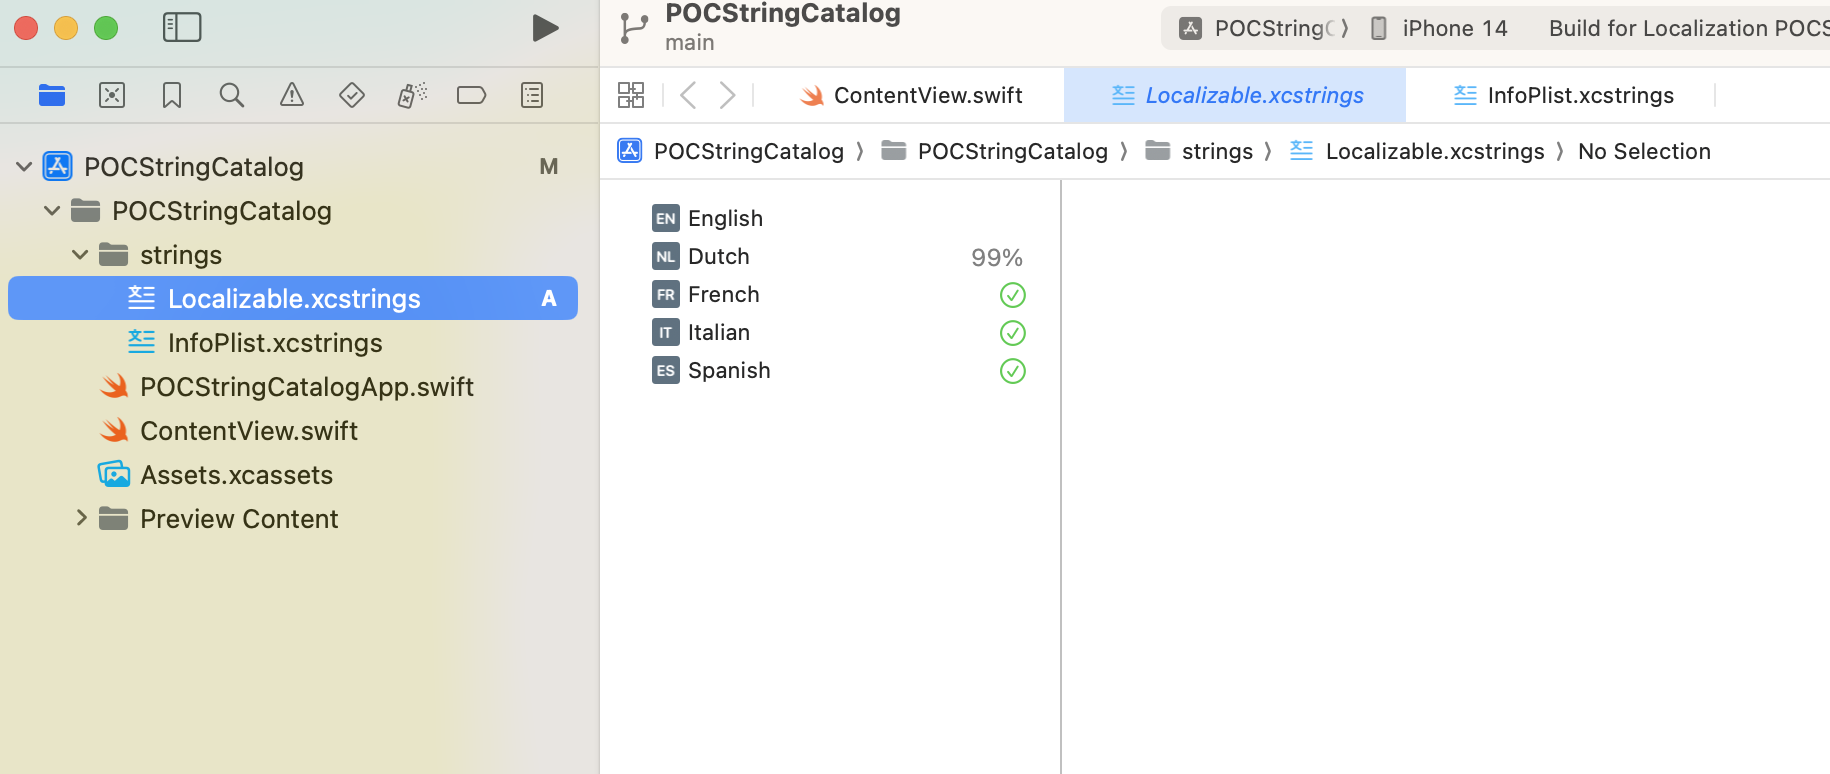 POCStringCatalog
main
POCString
iPhone 14
Build for Localization POCS
ContentView.swift
Localizable.xcstrings
InfoPlist.xcstrings
POCStringCatalog
POCStringCatalog
strings
Localizable.xcstrings
No Selection
POCStringCatalog M
POCStringCatalog
strings
Localizable.xcstrings A
InfoPlist.xcstrings
POCStringCatalogApp.swift
ContentView.swift
Assets.xcassets
Preview Content
EN English
NL Dutch 99%
FR French
IT Italian
ES Spanish